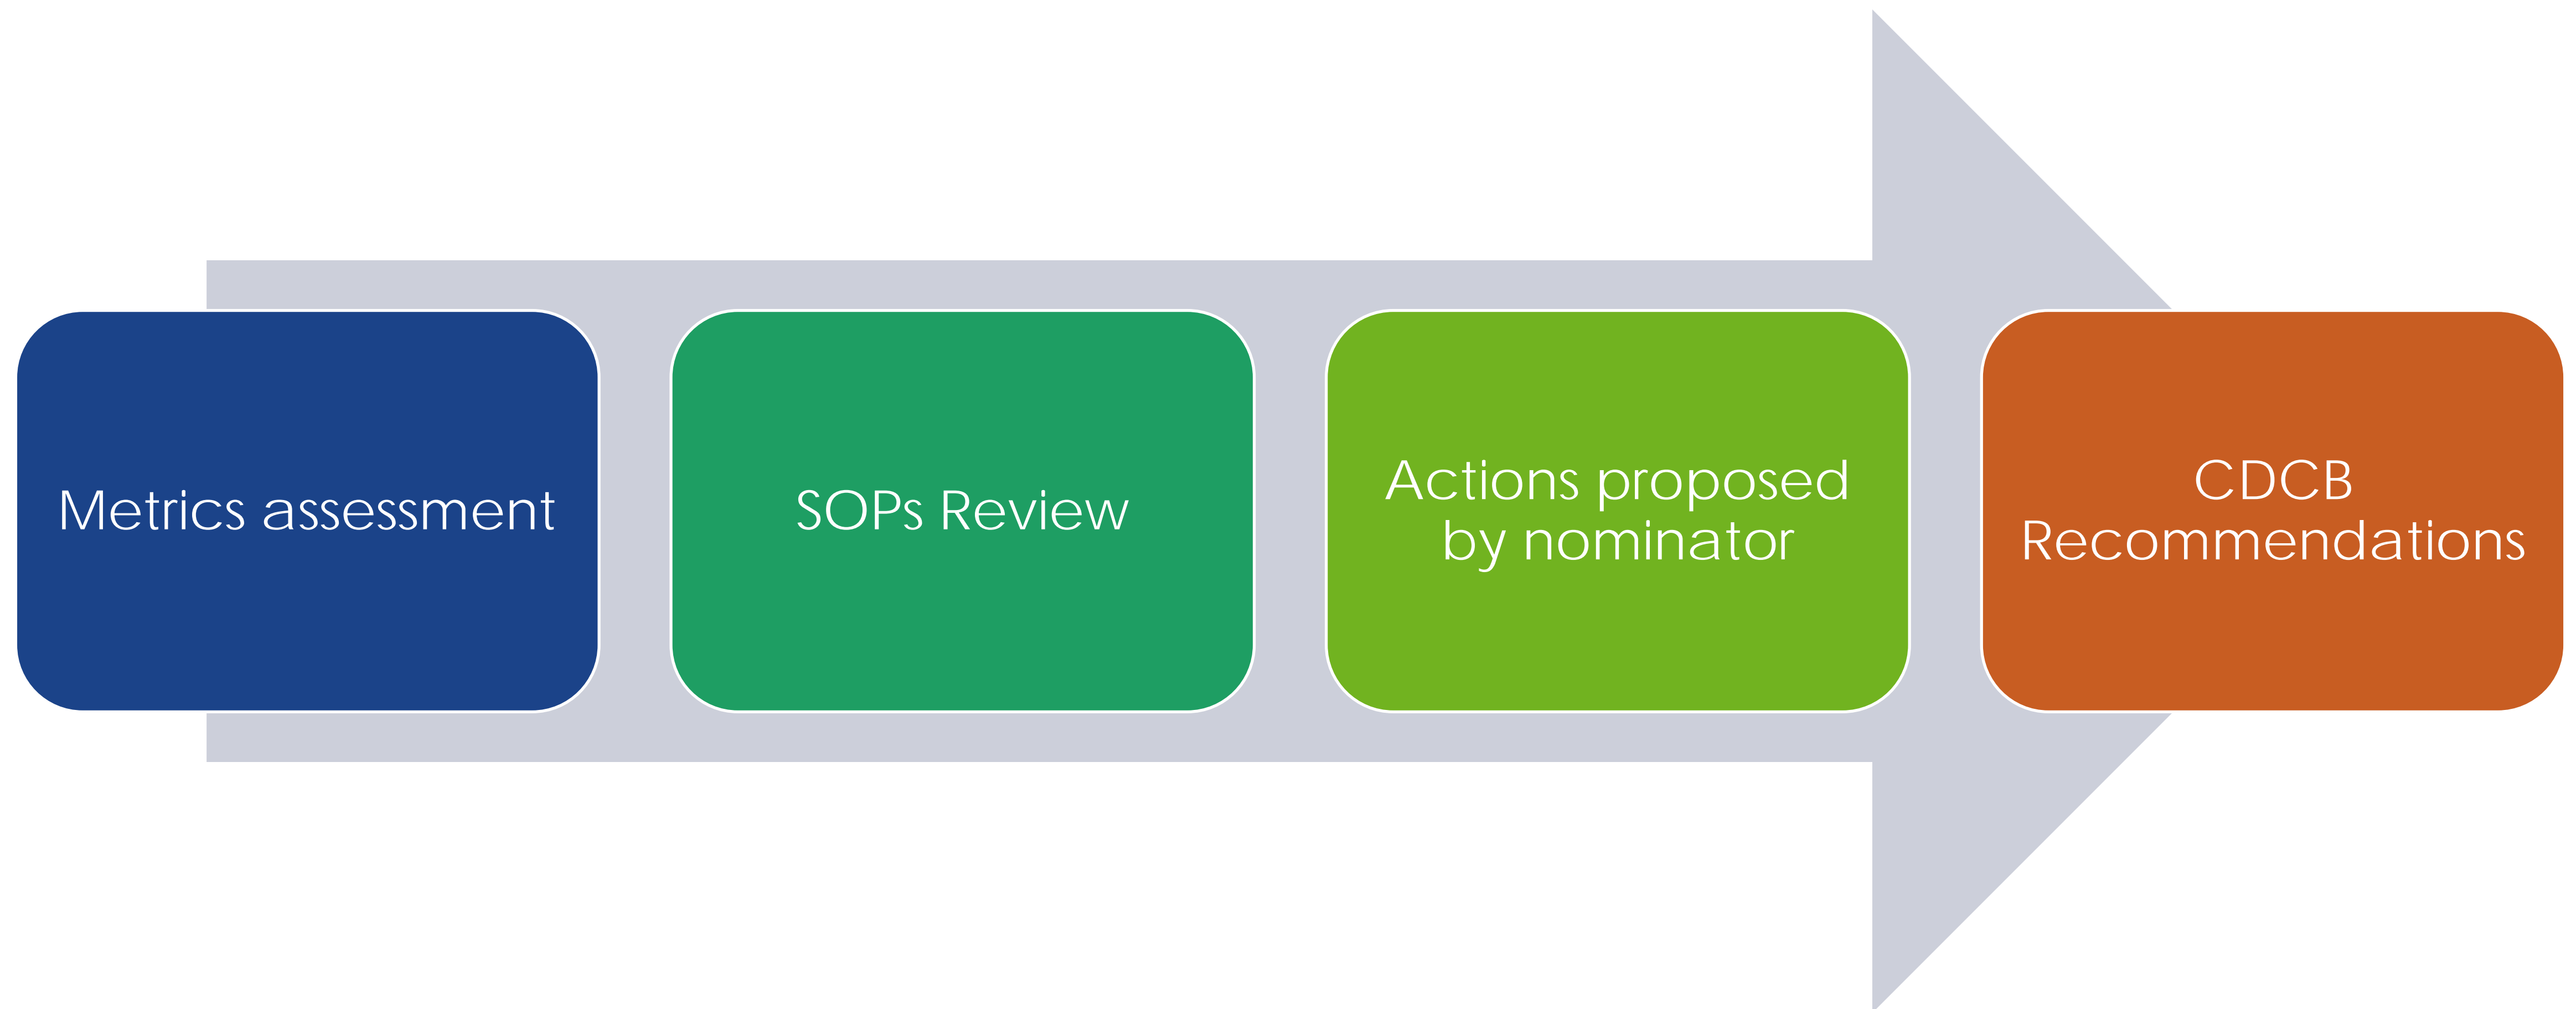 Metrics assessment
SOPs Review
Actions proposed
by nominator
CDCB
Recommendations